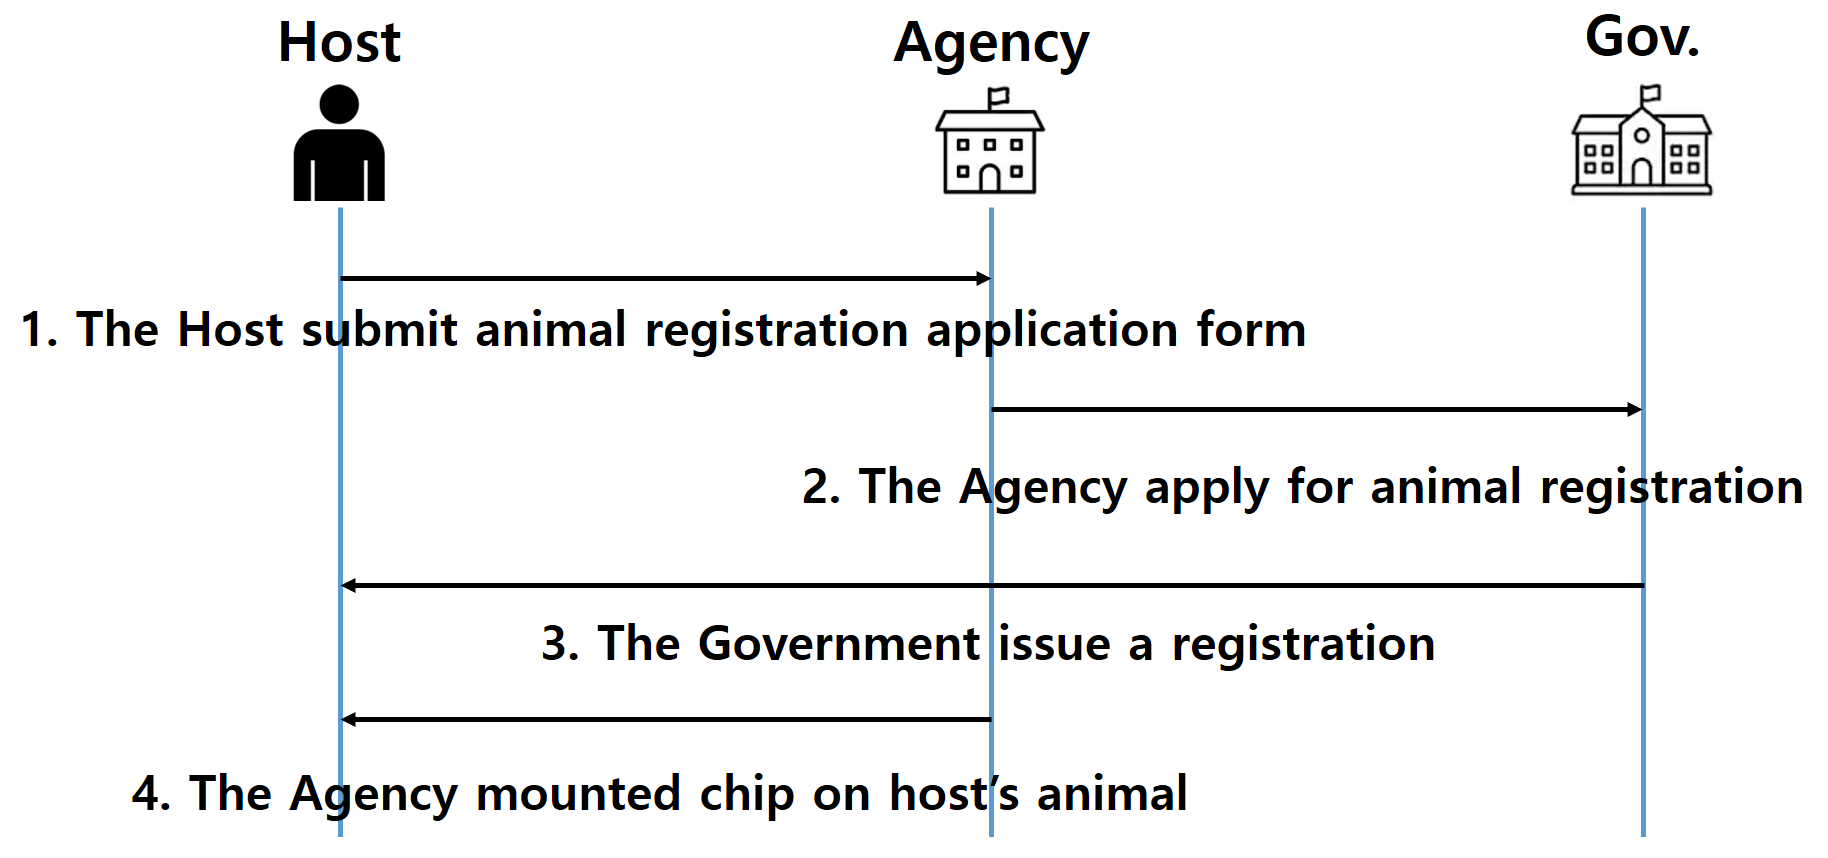 Host
Agency
Gov.
1. The Host submit animal registration application form
2. The Agency apply for animal registration
3. The Government issue a registration
4. The Agency mounted chip on host’s animal